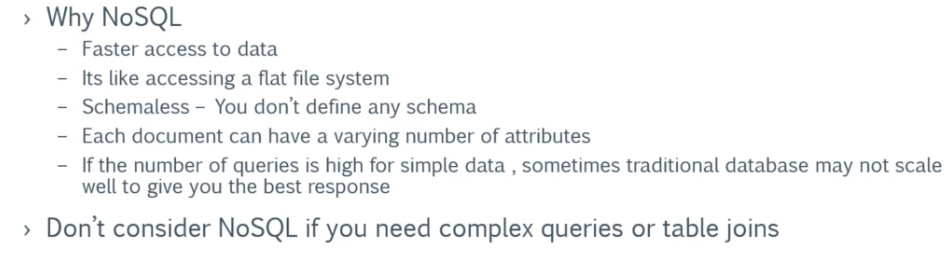 › Why NoSQL
– Faster access to data
– Its like accessing a flat file system
– Schemaless – You don't define any schema
– Each document can have a varying number of attributes
– If the number of queries is high for simple data , sometimes traditional database may not scale
well to give you the best response
› Don't consider NoSQL if you need complex queries or table joins